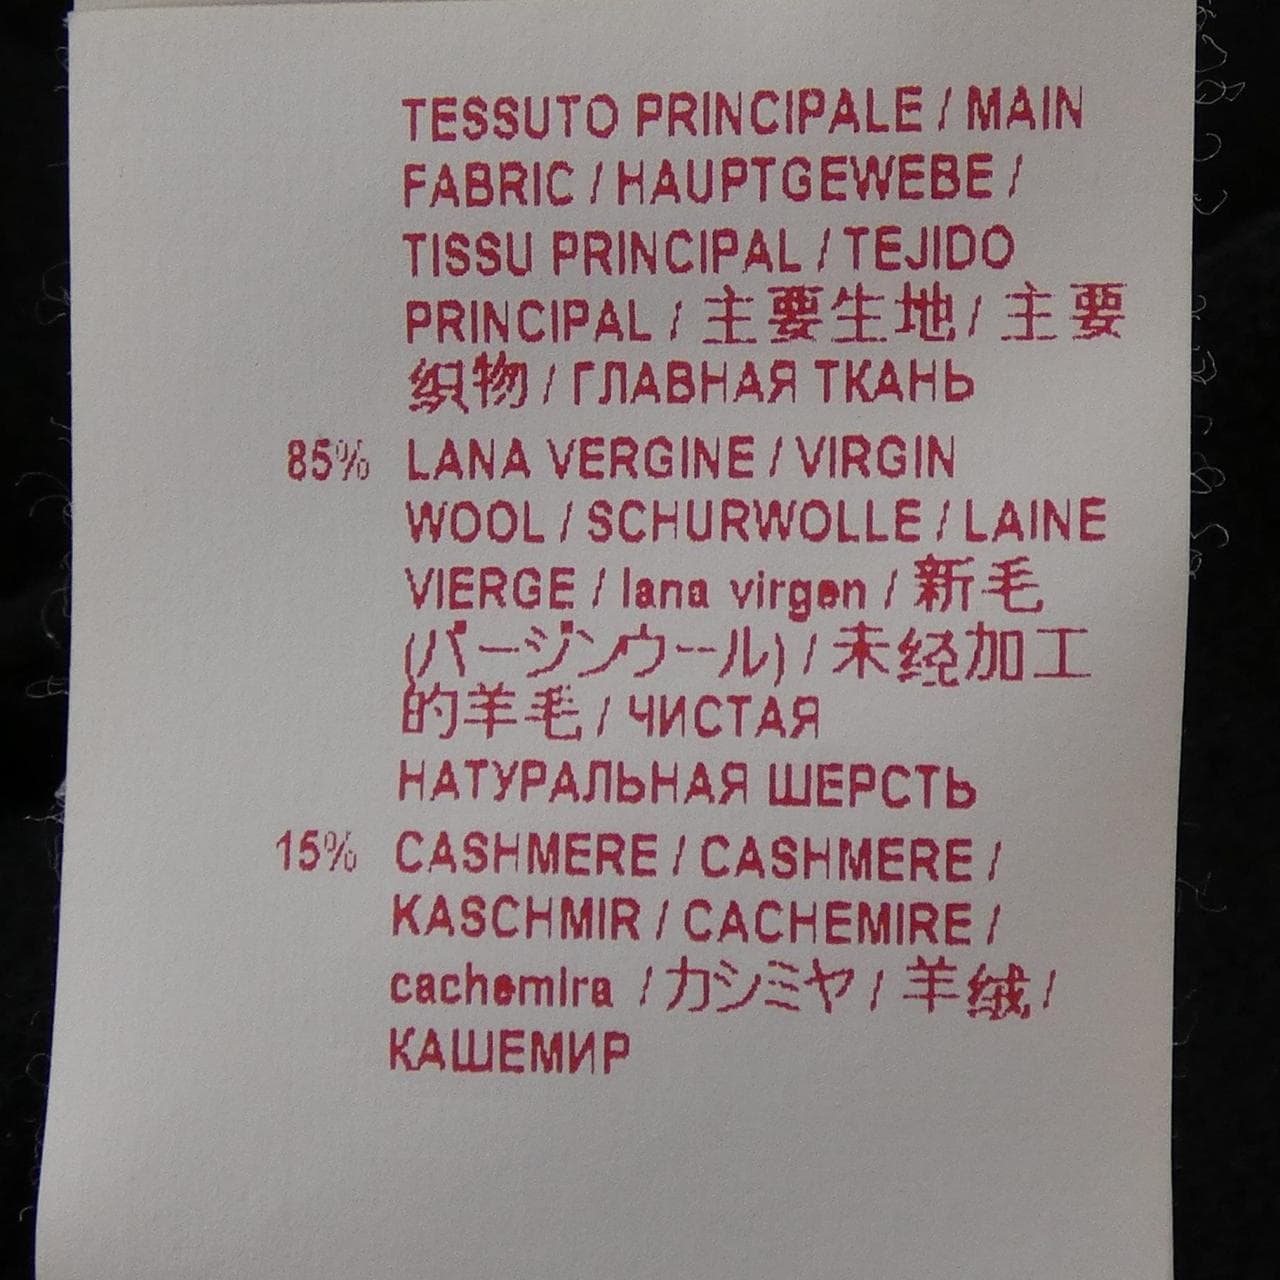 TESSUTO PRINCIPALE / MAIN
FABRIC / HAUPTGEWEBE /
TISSU PRINCIPAL / TEJIDO
PRINCIPAL / 主要生地 / 主要
织物 / ГЛАВНАЯ ТКАНЬ
85% LANA VERGINE / VIRGIN
WOOL / SCHURWOLLE / LAINE
VIERGE / lana virgen / 新毛
(バージンウール) / 未经加工
的羊毛 / ЧИСТАЯ
НАТУРАЛЬНАЯ ШЕРСТЬ
15% CASHMERE / CASHMERE /
KASCHMIR / CACHEMIRE /
cachemira / カシミヤ / 羊绒 /
КАШЕМИР